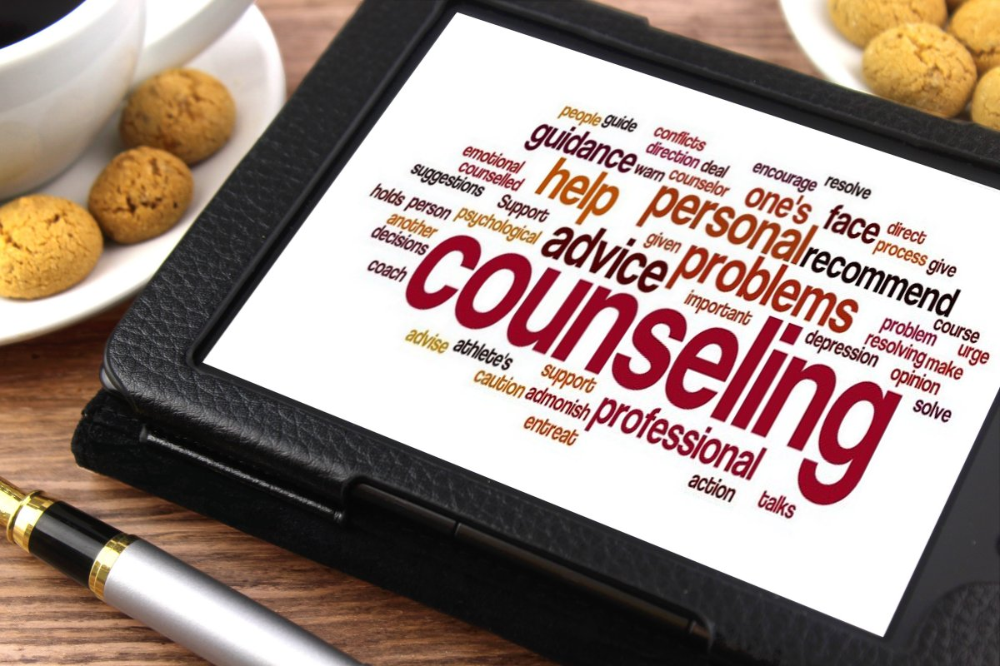 people guide
conflicts
guidance
direction deal
warn counselor
encourage resolve
emotional
counselled
suggestions
help
personal
one's
face
direct
holds person
Support
psychological
another
decisions
advice
given
problems
recommend
process give
coach
counseling
important
problem course
depression
resolving make urge
opinion
solve
advise athlete's
support
caution admonish
entreat
professional
action
talks